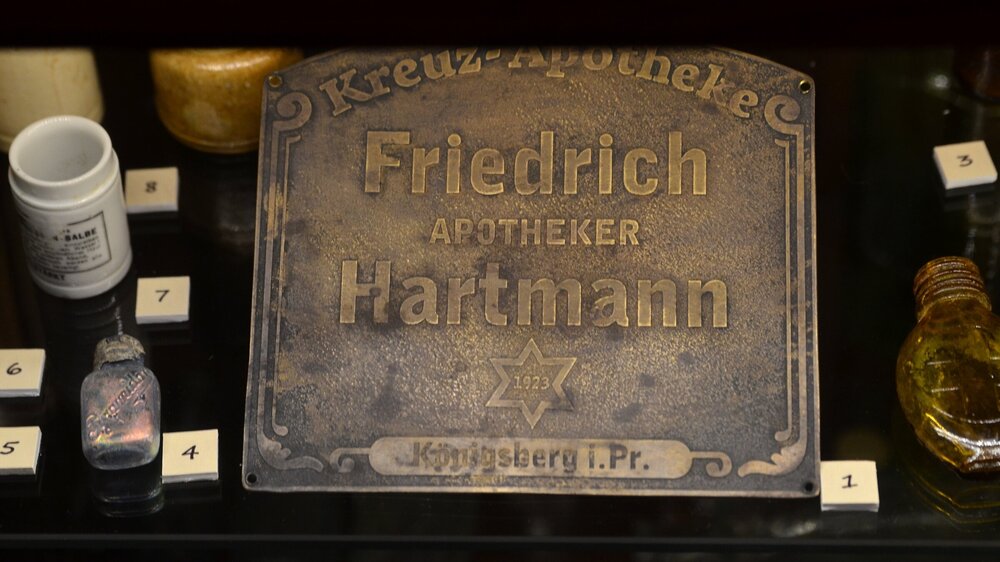 Kreuz-Apotheke
Friedrich
APOTHEKER
Hartmann
1923
Königsberg i.Pr.
SALBE
8
7
6
5
4
3
1